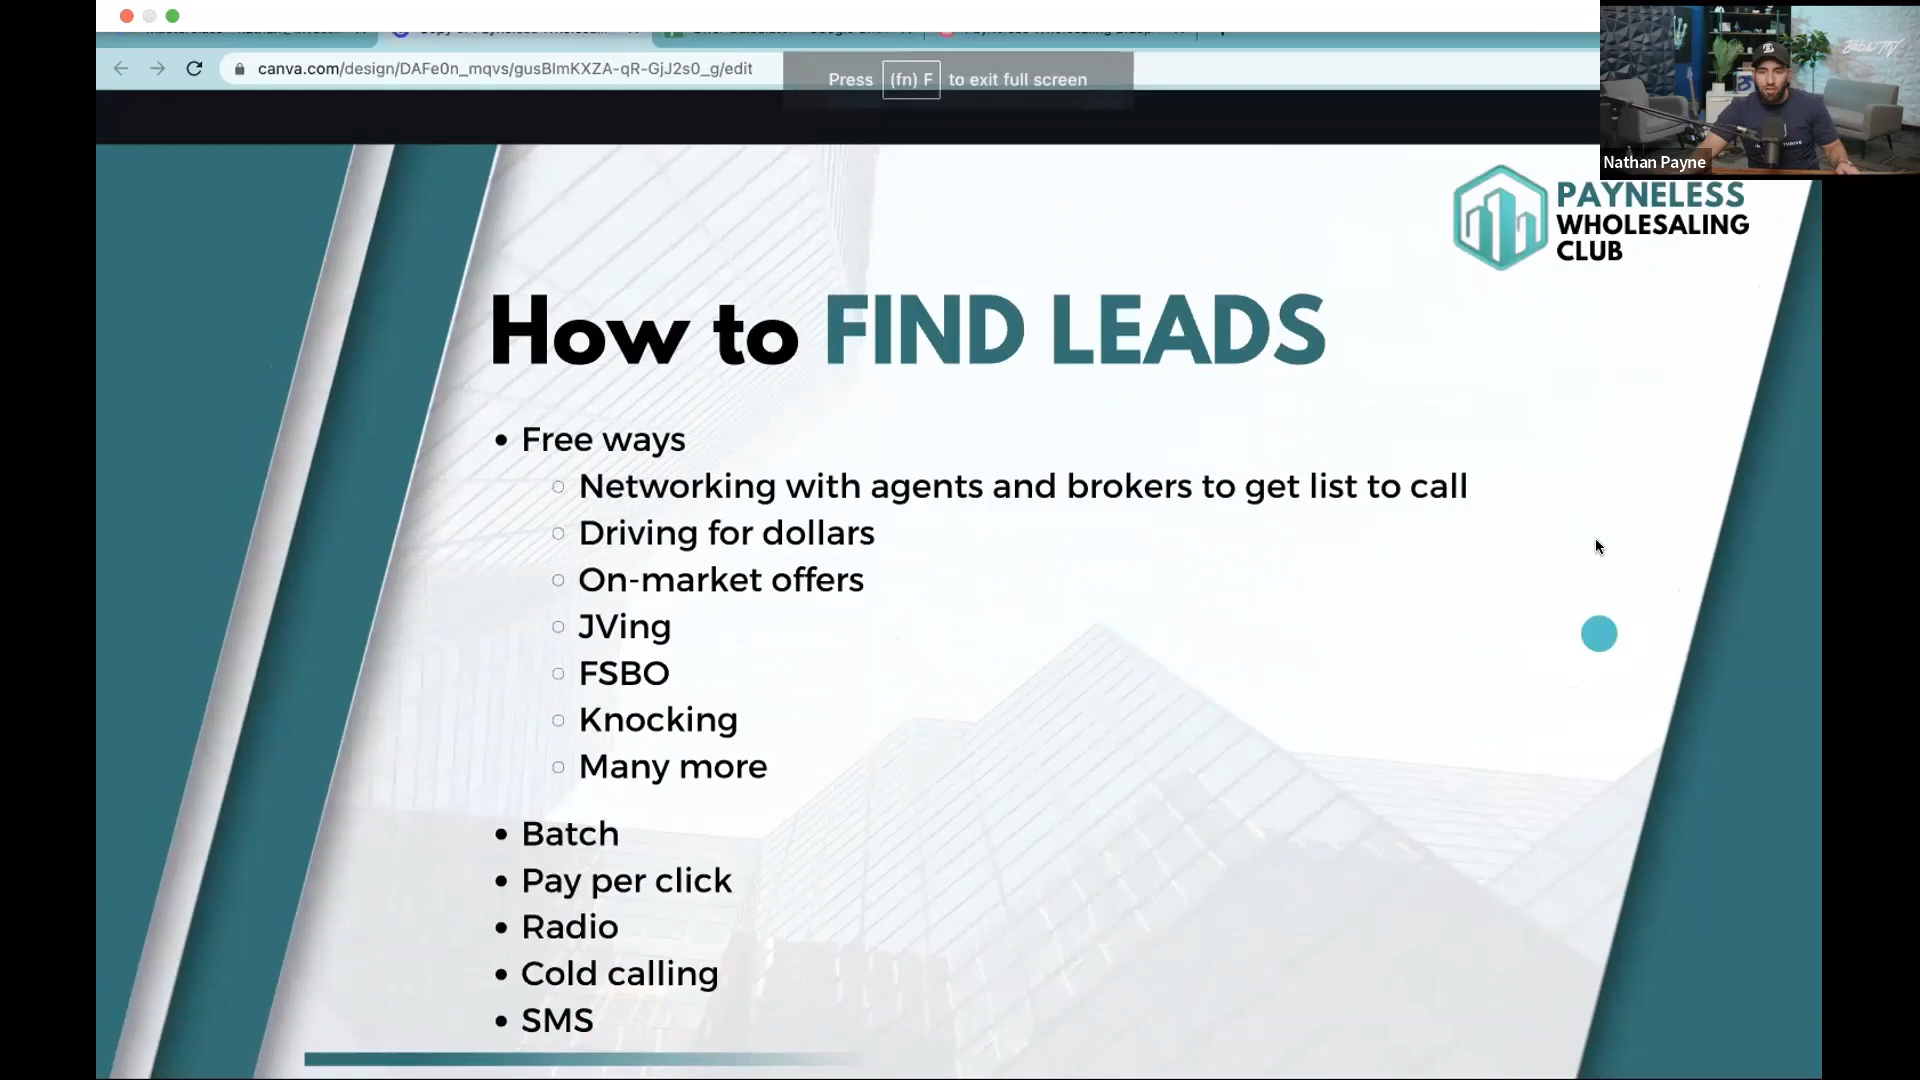 canva.com/design/DAFe0n_mqvs/gusBImKXZA-qR-GjJ2s0_g/edit
Press (fn) F to exit full screen
Nathan Payne
PAYNELESS
WHOLESALING
CLUB
How to FIND LEADS
• Free ways
○ Networking with agents and brokers to get list to call
○ Driving for dollars
○ On-market offers
○ JVing
○ FSBO
○ Knocking
○ Many more
• Batch
• Pay per click
• Radio
• Cold calling
• SMS